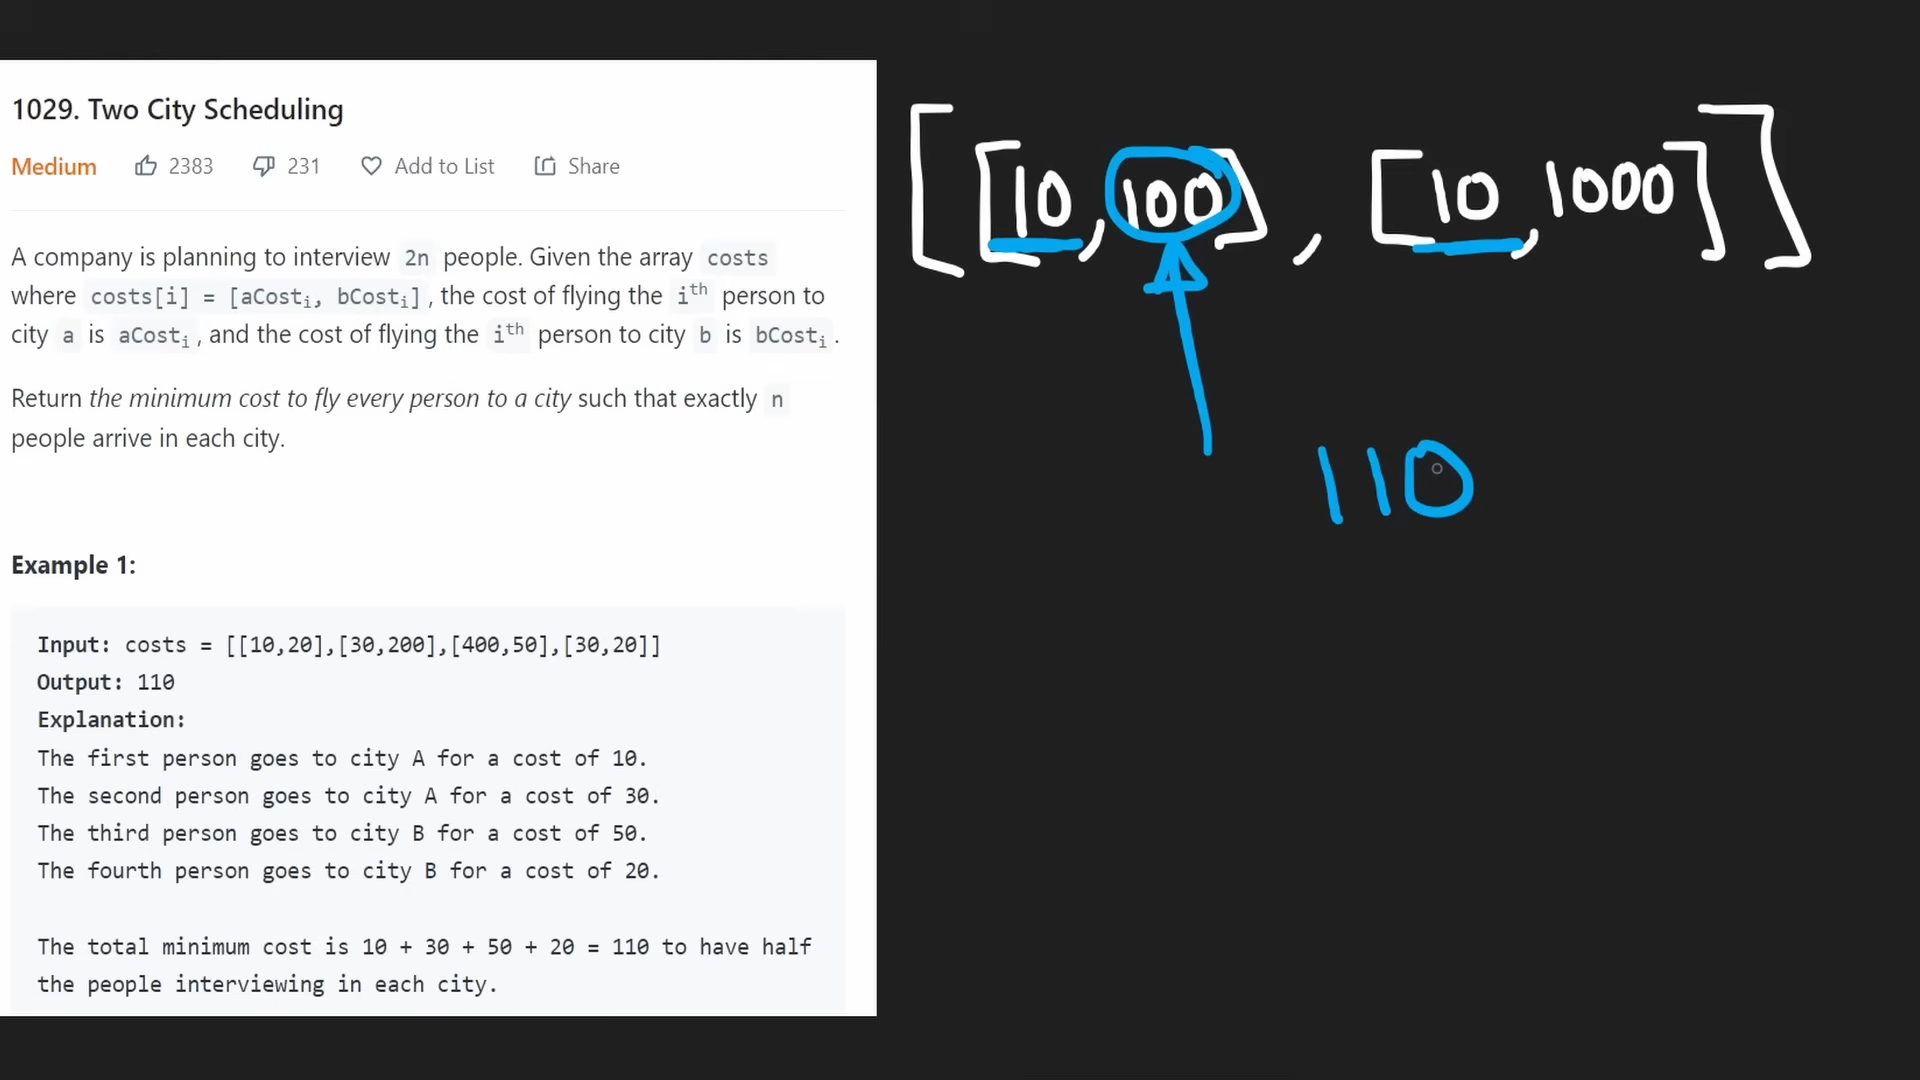 1029. Two City Scheduling
Medium 2383 231 Add to List Share
A company is planning to interview 2n people. Given the array costs
where costs[i] = [aCosti, bCosti], the cost of flying the ith person to
city a is aCosti, and the cost of flying the ith person to city b is bCosti.
Return the minimum cost to fly every person to a city such that exactly n
people arrive in each city.
Example 1:
Input: costs = [[10,20],[30,200],[400,50],[30,20]]
Output: 110
Explanation:
The first person goes to city A for a cost of 10.
The second person goes to city A for a cost of 30.
The third person goes to city B for a cost of 50.
The fourth person goes to city B for a cost of 20.
The total minimum cost is 10 + 30 + 50 + 20 = 110 to have half
the people interviewing in each city.
[[10,100], [10,1000]]
110